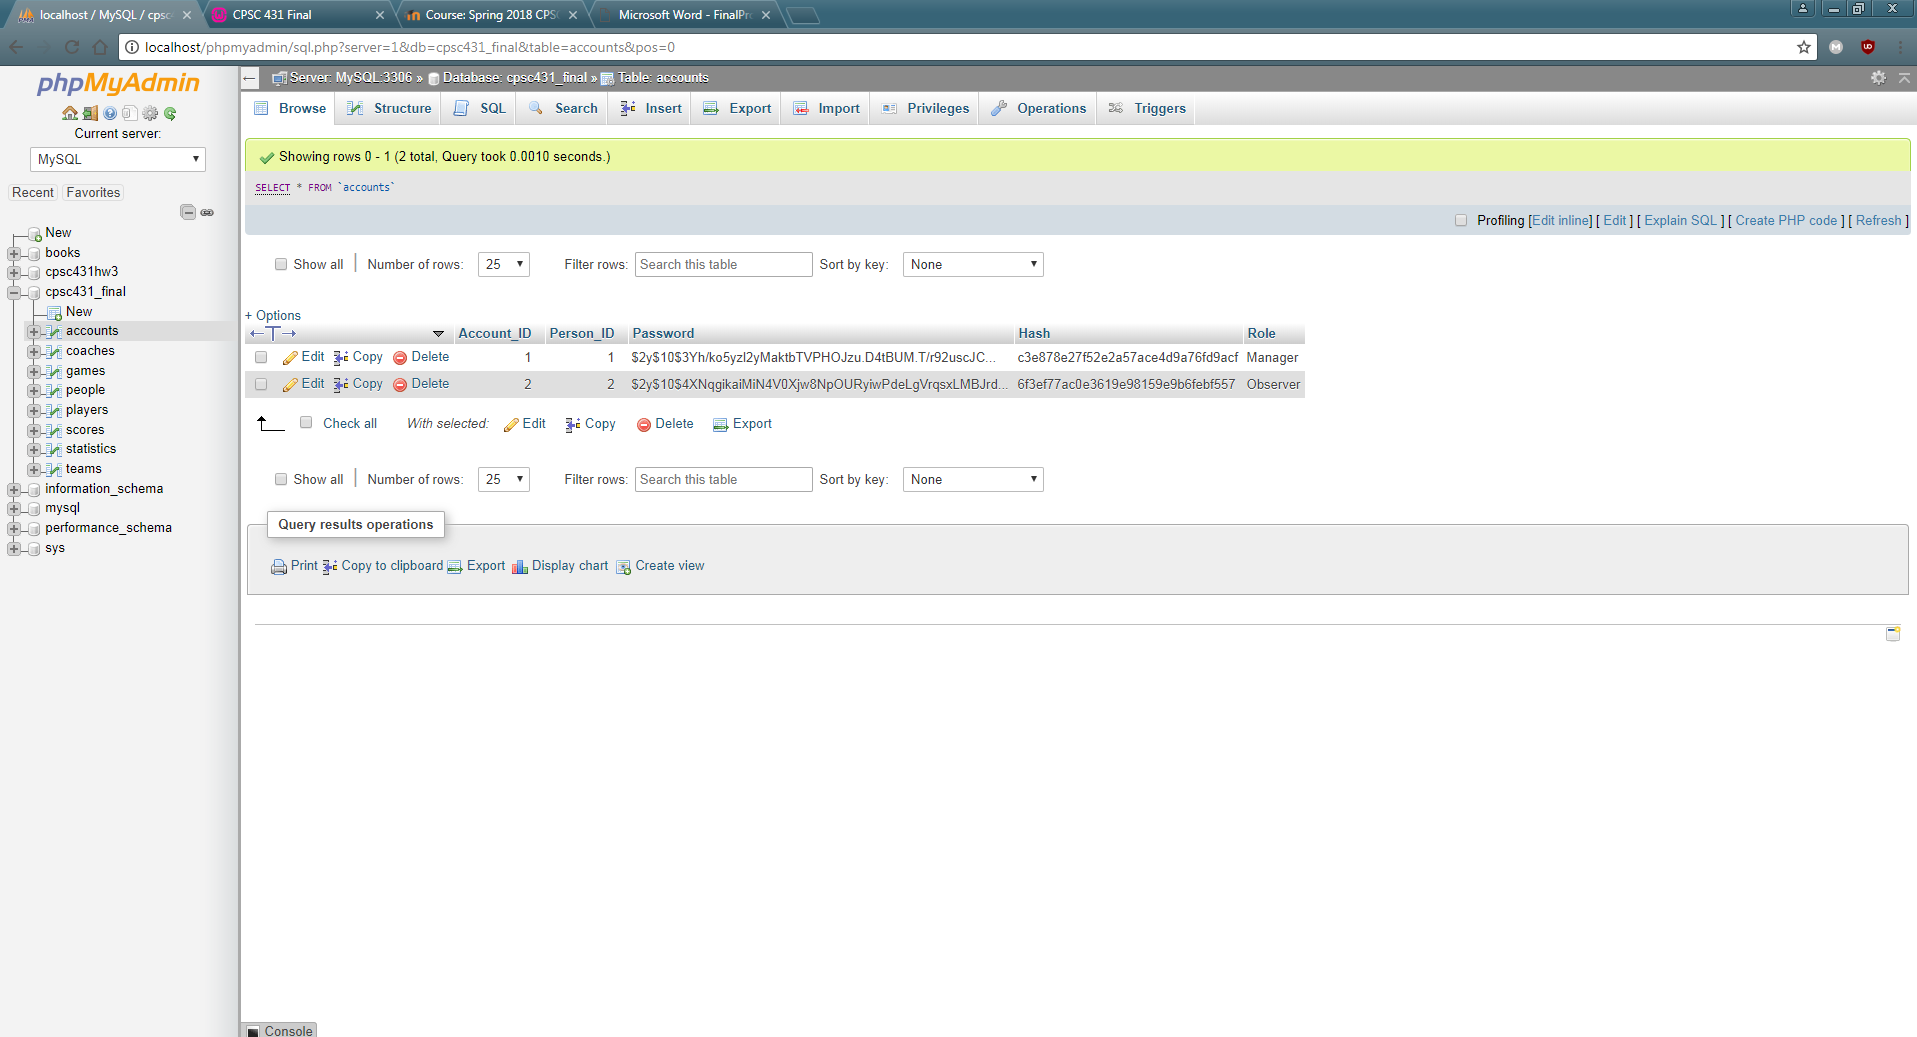 localhost / MySQL / cpsc
CPSC 431 Final
Course: Spring 2018 CPS
Microsoft Word - FinalPr
localhost/phpmyadmin/sql.php?server=1&db=cpsc431_final&table=accounts&pos=0
phpMyAdmin
Server: MySQL:3306 » Database: cpsc431_final » Table: accounts
Browse Structure SQL Search Insert Export Import Privileges Operations Triggers
Current server:
MySQL
Recent Favorites
New
books
cpsc431hw3
cpsc431_final
New
accounts
coaches
games
people
players
scores
statistics
teams
information_schema
mysql
performance_schema
sys
Showing rows 0 - 1 (2 total, Query took 0.0010 seconds.)
SELECT * FROM `accounts`
Profiling [Edit inline] [ Edit ] [ Explain SQL ] [ Create PHP code ] [ Refresh ]
Show all Number of rows: 25 Filter rows: Search this table Sort by key: None
+ Options
Account_ID Person_ID Password Hash Role
Edit Copy Delete 1 1 $2y$10$3Yh/ko5yzI2yMaktbTVPHOJzu.D4tBUM.T/r92uscJC... c3e878e27f52e2a57ace4d9a76fd9acf Manager
Edit Copy Delete 2 2 $2y$10$4XNqgikaiMiN4V0Xjw8NpOURyiwPdeLgVrqsxLMBJrd... 6f3ef77ac0e3619e98159e9b6febf557 Observer
Check all With selected: Edit Copy Delete Export
Show all Number of rows: 25 Filter rows: Search this table Sort by key: None
Query results operations
Print Copy to clipboard Export Display chart Create view
Console